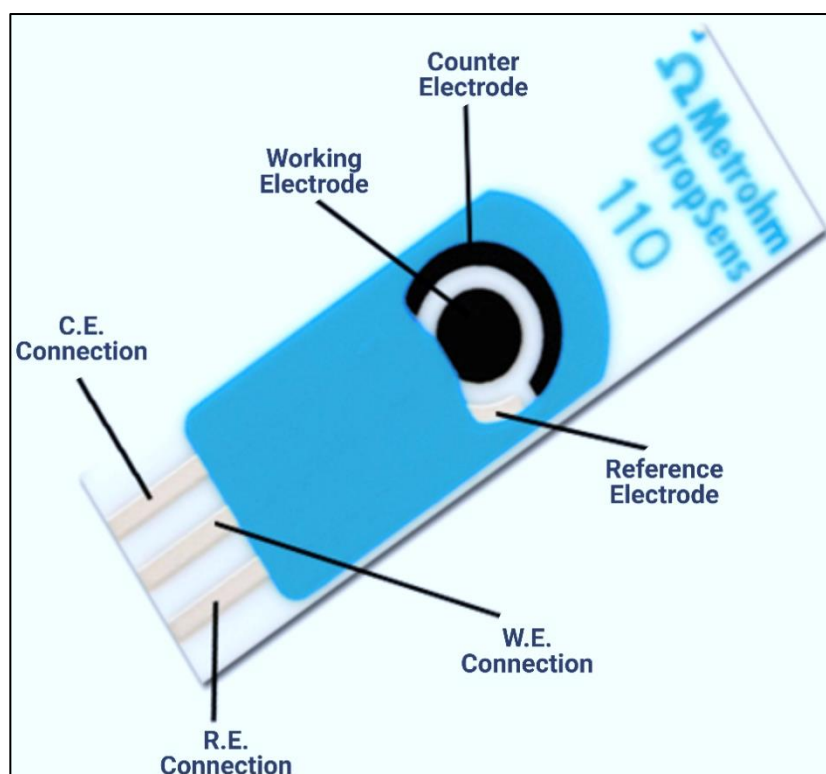 Counter
Electrode
Working
Electrode
C.E.
Connection
Reference
Electrode
W.E.
Connection
R.E.
Connection
Ω Metrohm
DropSens
110